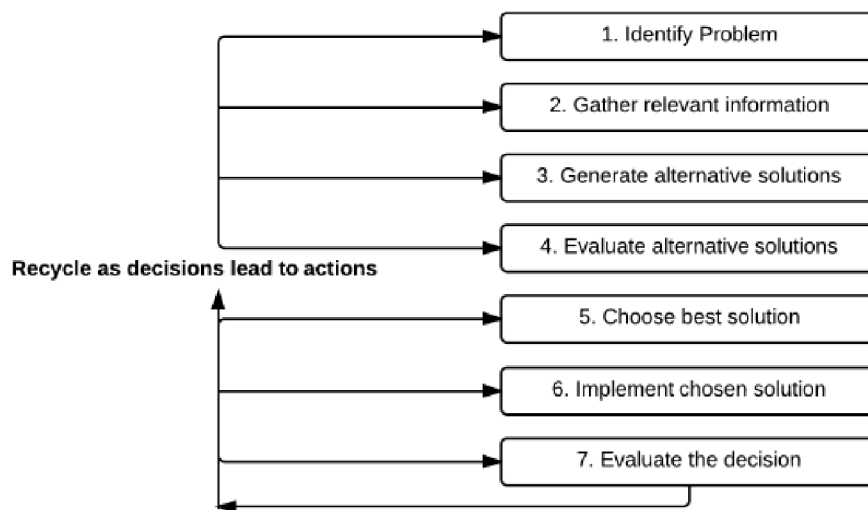 1. Identify Problem
2. Gather relevant information
3. Generate alternative solutions
4. Evaluate alternative solutions
Recycle as decisions lead to actions
5. Choose best solution
6. Implement chosen solution
7. Evaluate the decision